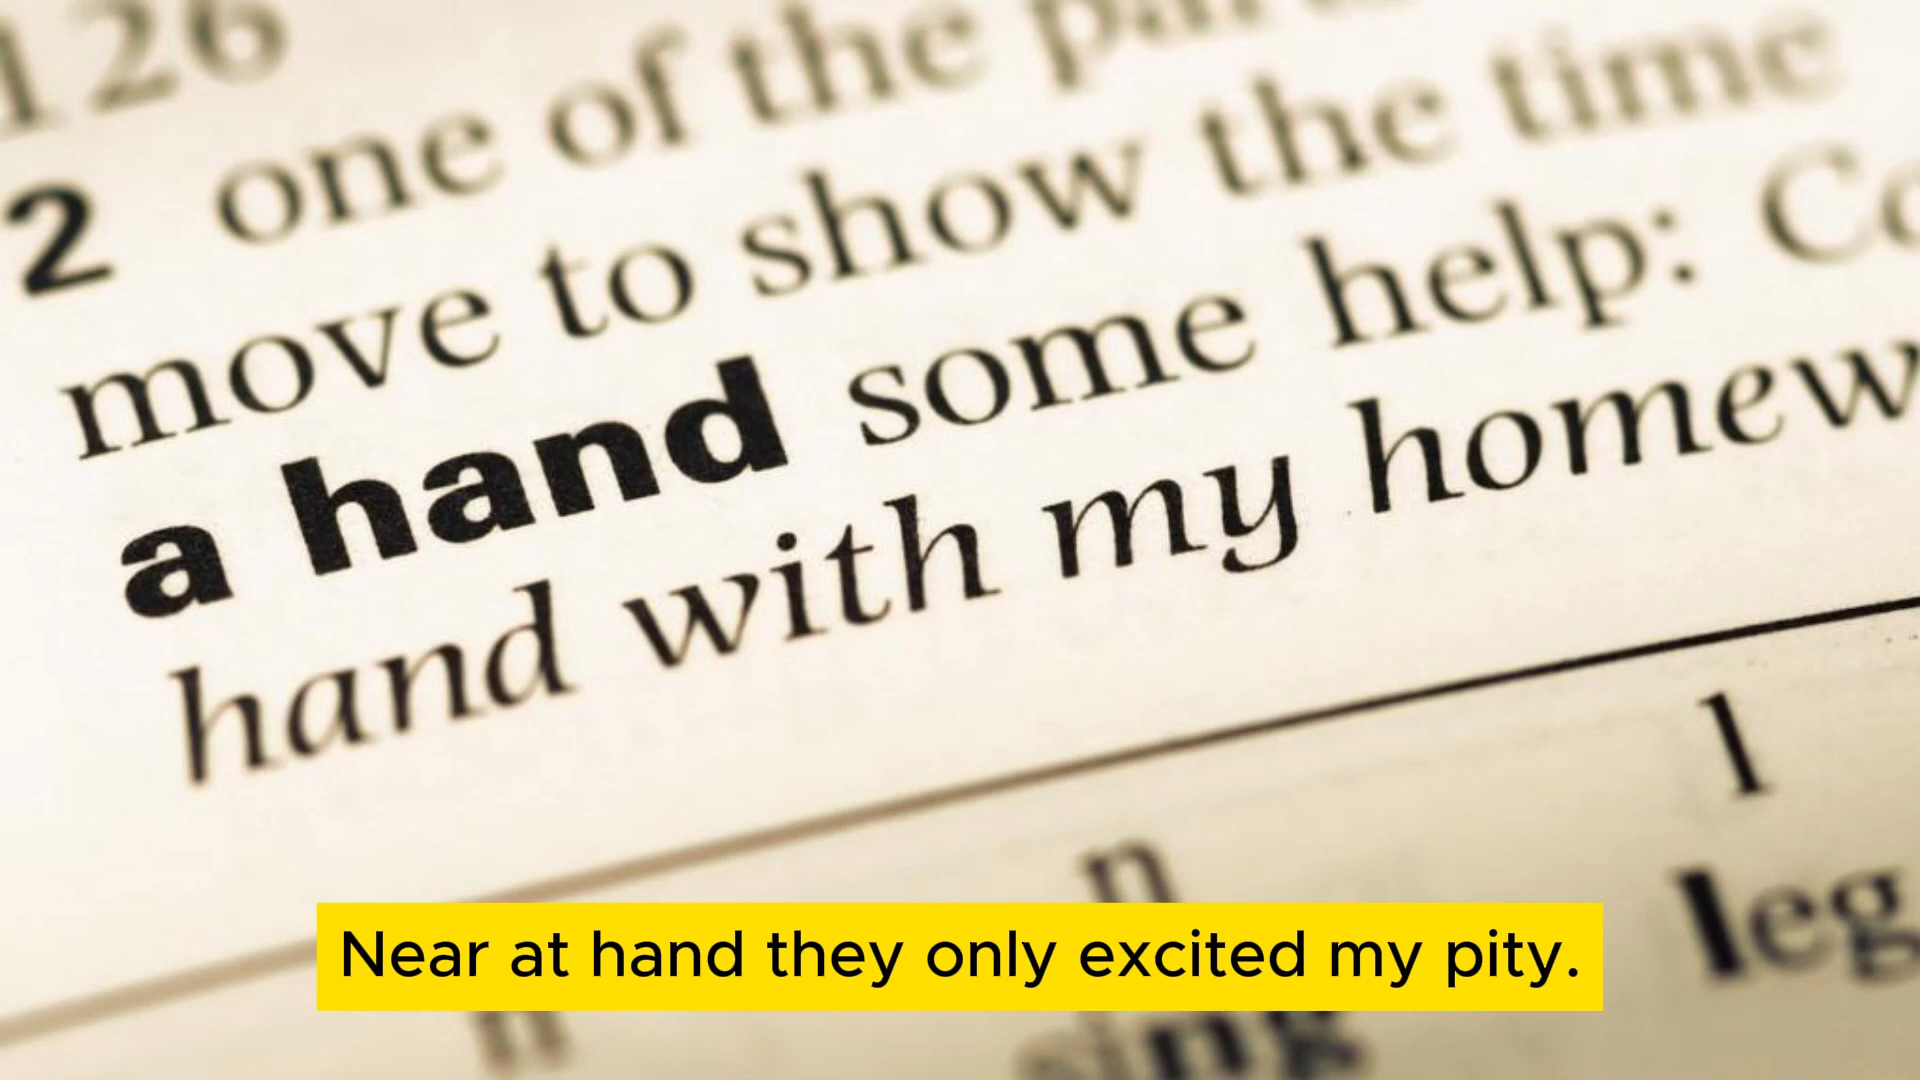 126
2 one of the
move to show the time
a hand some help:
hand with my homew
l
n
leg
Near at hand they only excited my pity.
n